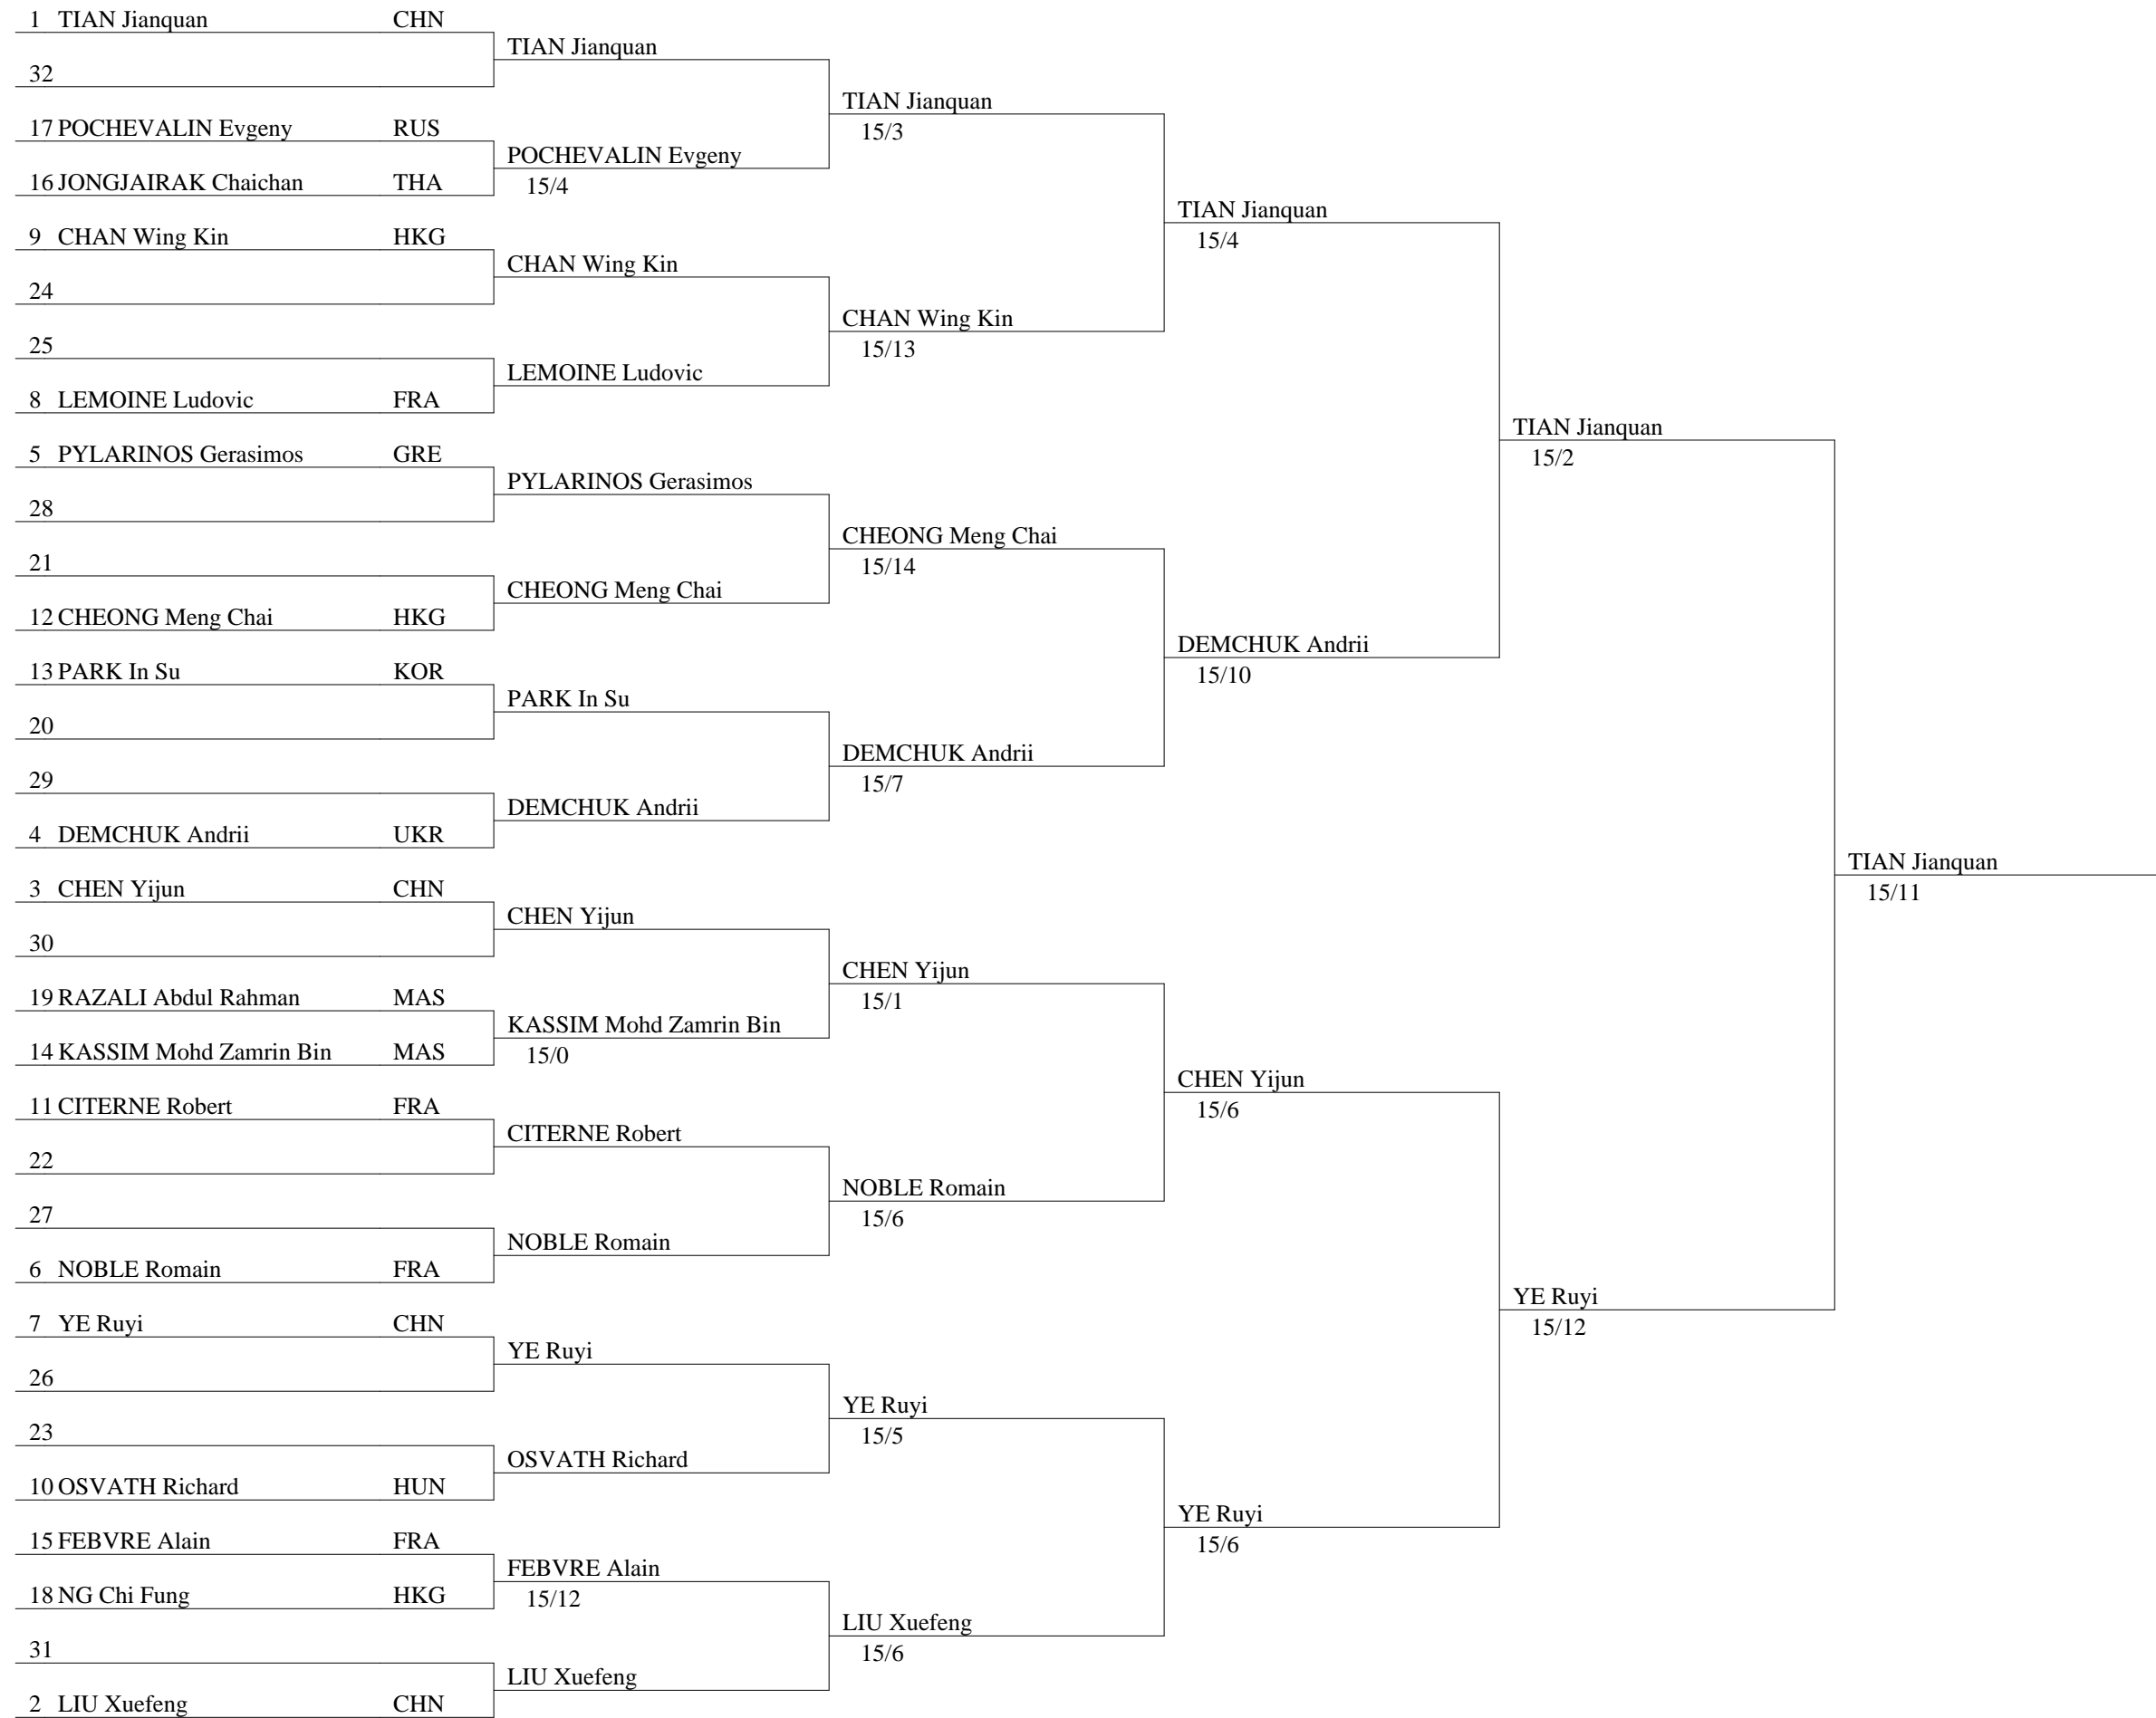 1 TIAN Jianquan CHN
32
17 POCHEVALIN Evgeny RUS
16 JONGJAIRAK Chaichan THA
9 CHAN Wing Kin HKG
24
25
8 LEMOINE Ludovic FRA
5 PYLARINOS Gerasimos GRE
28
21
12 CHEONG Meng Chai HKG
13 PARK In Su KOR
20
29
4 DEMCHUK Andrii UKR
3 CHEN Yijun CHN
30
19 RAZALI Abdul Rahman MAS
14 KASSIM Mohd Zamrin Bin MAS
11 CITERNE Robert FRA
22
27
6 NOBLE Romain FRA
7 YE Ruyi CHN
26
23
10 OSVATH Richard HUN
15 FEBVRE Alain FRA
18 NG Chi Fung HKG
31
2 LIU Xuefeng CHN
TIAN Jianquan
POCHEVALIN Evgeny
15/4
CHAN Wing Kin
LEMOINE Ludovic
PYLARINOS Gerasimos
CHEONG Meng Chai
PARK In Su
DEMCHUK Andrii
CHEN Yijun
KASSIM Mohd Zamrin Bin
15/0
CITERNE Robert
NOBLE Romain
YE Ruyi
OSVATH Richard
FEBVRE Alain
15/12
LIU Xuefeng
TIAN Jianquan
15/3
CHAN Wing Kin
15/13
CHEONG Meng Chai
15/14
DEMCHUK Andrii
15/7
CHEN Yijun
15/1
NOBLE Romain
15/6
YE Ruyi
15/5
LIU Xuefeng
15/6
TIAN Jianquan
15/4
DEMCHUK Andrii
15/10
CHEN Yijun
15/6
YE Ruyi
15/6
TIAN Jianquan
15/2
YE Ruyi
15/12
TIAN Jianquan
15/11